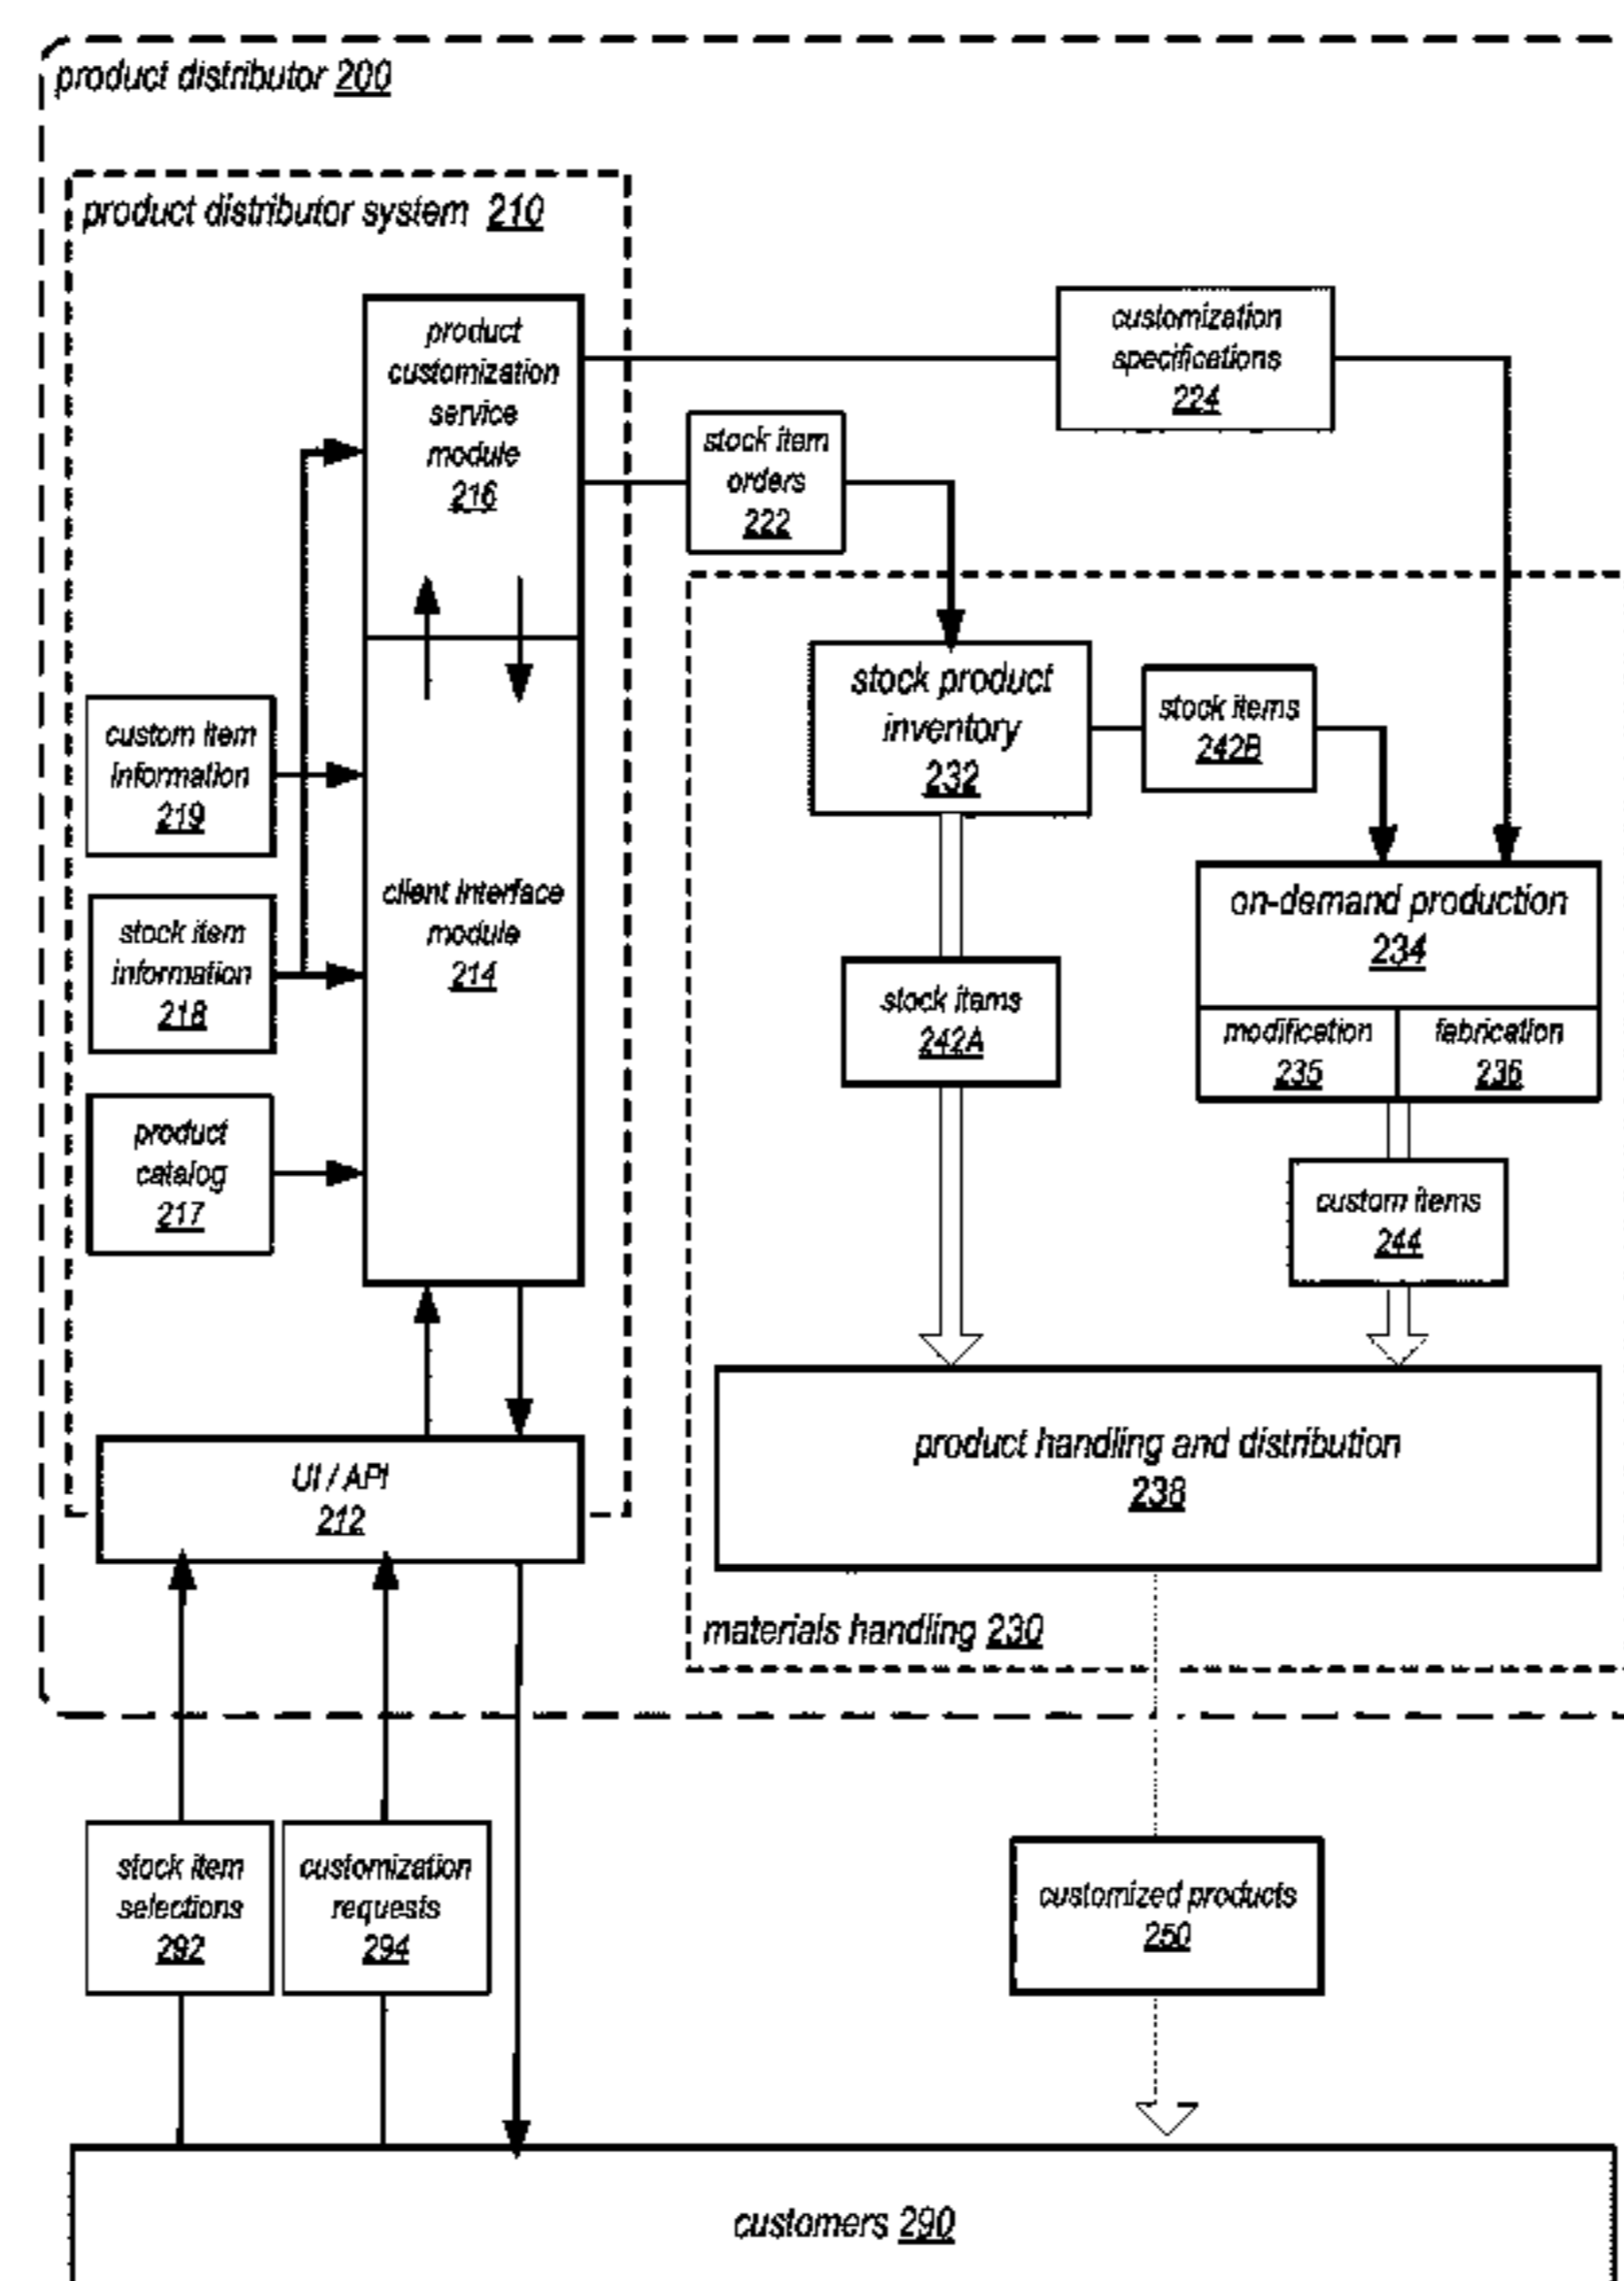 product distributor 200
product distributor system 210
product
customization
service
module
216
customization
specifications
224
stock item
orders
222
custom item
information
219
stock item
information
218
product
catalog
217
client interface
module
214
stock product
inventory
232
stock items
242B
on-demand production
234
modification
235
fabrication
236
stock items
242A
custom items
244
product handling and distribution
238
materials handling 230
UI / API
212
stock item
selections
292
customization
requests
294
customized products
250
customers 290